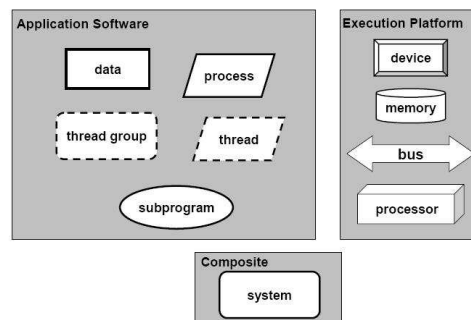 Application Software
data
process
thread group
thread
subprogram
Execution Platform
device
memory
bus
processor
Composite
system